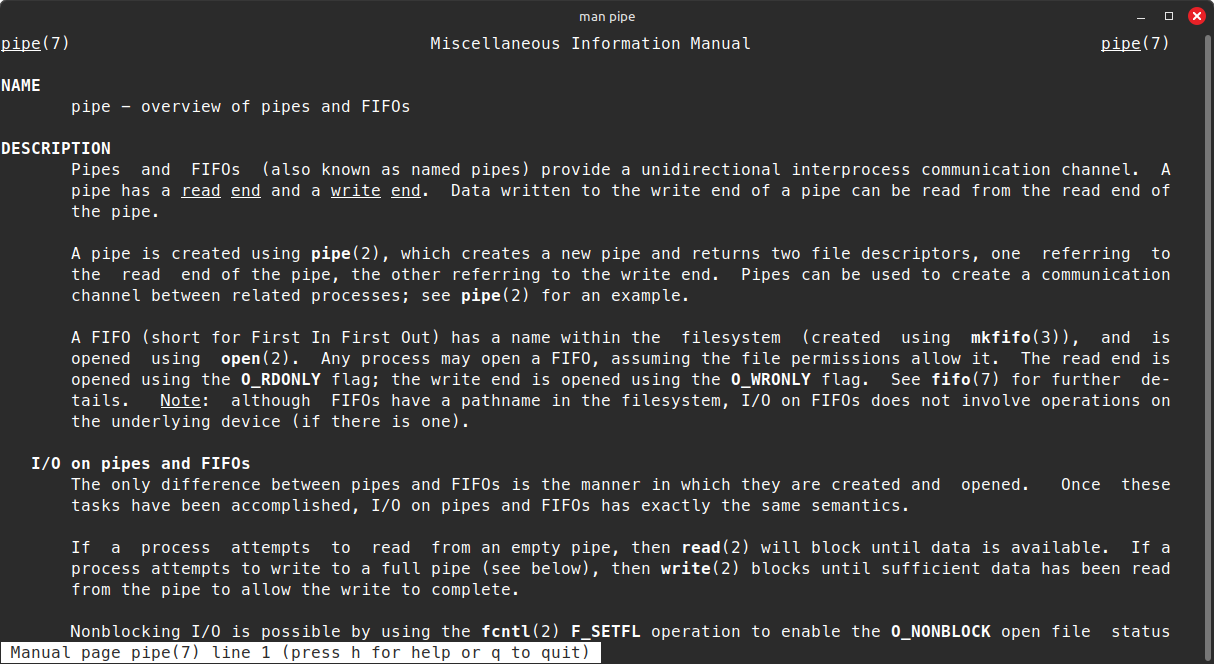 man pipe
pipe(7) Miscellaneous Information Manual pipe(7)
NAME
pipe − overview of pipes and FIFOs
DESCRIPTION
Pipes and FIFOs (also known as named pipes) provide a unidirectional interprocess communication channel. A
pipe has a read end and a write end. Data written to the write end of a pipe can be read from the read end of
the pipe.
A pipe is created using pipe(2), which creates a new pipe and returns two file descriptors, one referring to
the read end of the pipe, the other referring to the write end. Pipes can be used to create a communication
channel between related processes; see pipe(2) for an example.
A FIFO (short for First In First Out) has a name within the filesystem (created using mkfifo(3)), and is
opened using open(2). Any process may open a FIFO, assuming the file permissions allow it. The read end is
opened using the O_RDONLY flag; the write end is opened using the O_WRONLY flag. See fifo(7) for further de-
tails. Note: although FIFOs have a pathname in the filesystem, I/O on FIFOs does not involve operations on
the underlying device (if there is one).
I/O on pipes and FIFOs
The only difference between pipes and FIFOs is the manner in which they are created and opened. Once these
tasks have been accomplished, I/O on pipes and FIFOs has exactly the same semantics.
If a process attempts to read from an empty pipe, then read(2) will block until data is available. If a
process attempts to write to a full pipe (see below), then write(2) blocks until sufficient data has been read
from the pipe to allow the write to complete.
Nonblocking I/O is possible by using the fcntl(2) F_SETFL operation to enable the O_NONBLOCK open file status
Manual page pipe(7) line 1 (press h for help or q to quit)